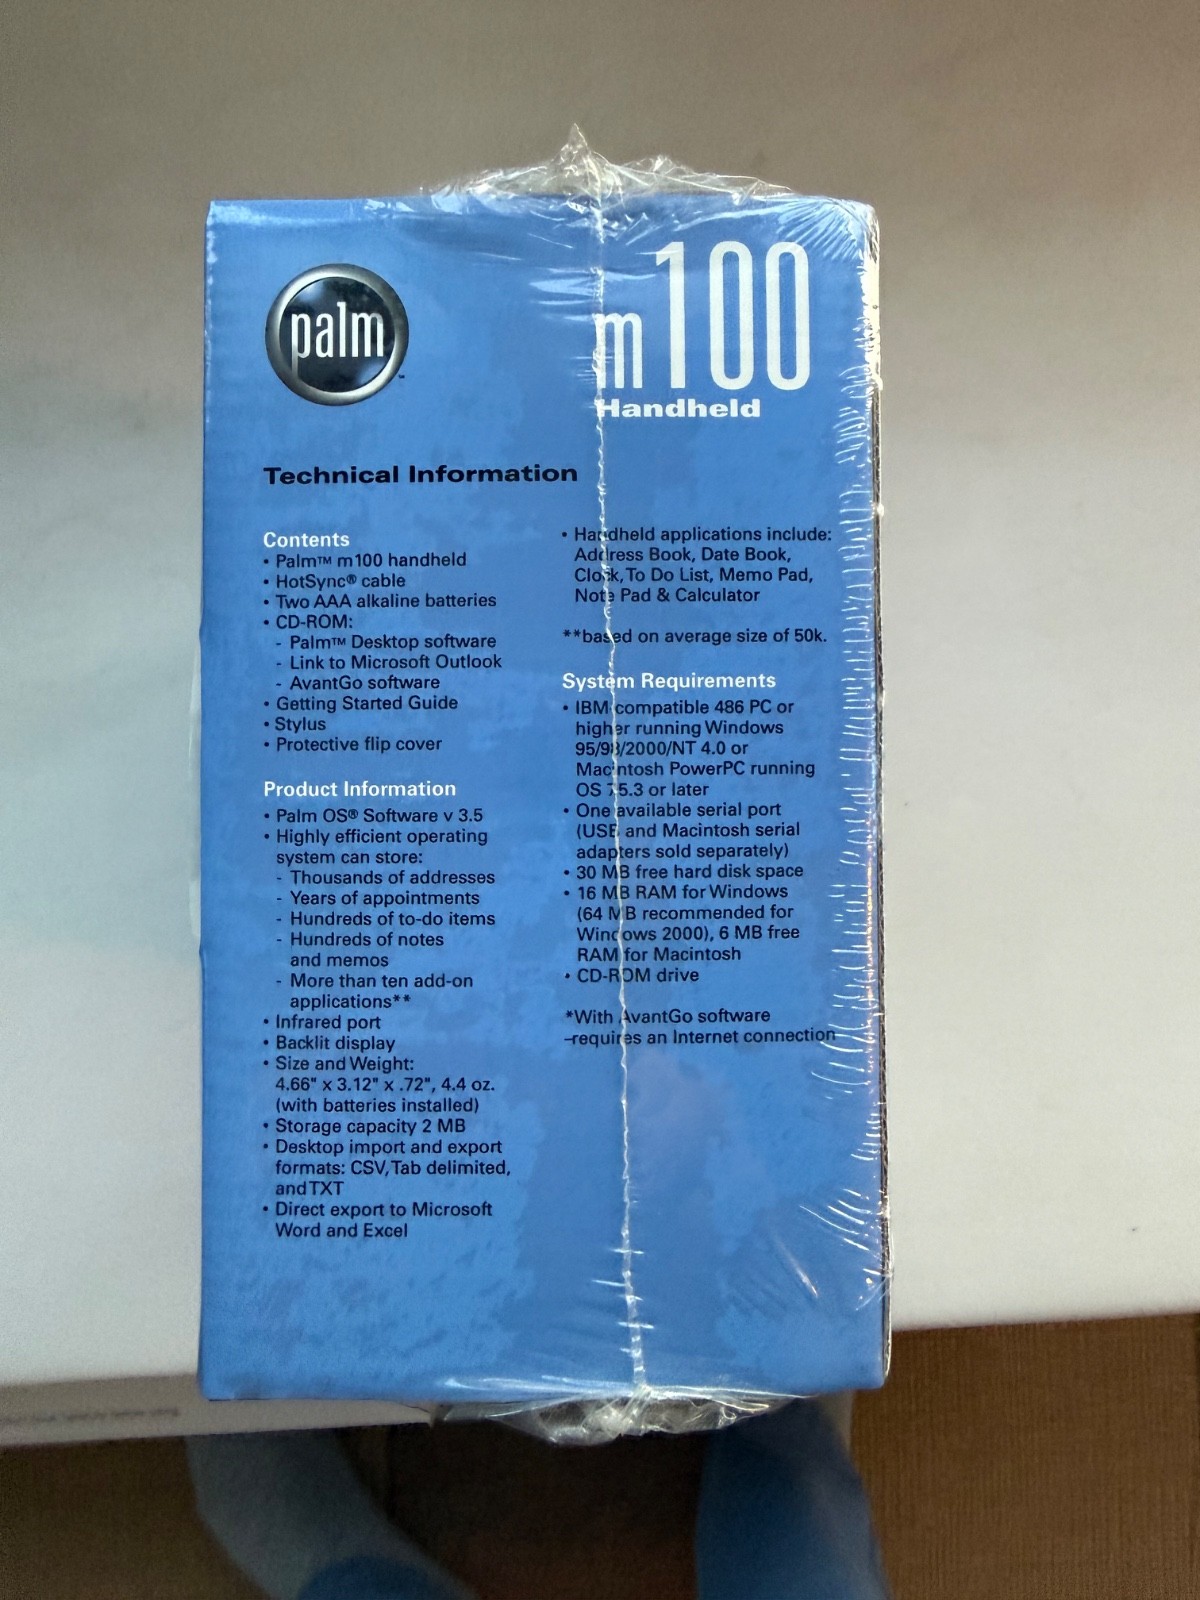 palm™
m100
Handheld
Technical Information
Contents
• Palm™ m100 handheld
• HotSync® cable
• Two AAA alkaline batteries
• CD-ROM:
- Palm™ Desktop software
- Link to Microsoft Outlook
- AvantGo software
• Getting Started Guide
• Stylus
• Protective flip cover
Product Information
• Palm OS® Software v 3.5
• Highly efficient operating
system can store:
- Thousands of addresses
- Years of appointments
- Hundreds of to-do items
- Hundreds of notes
and memos
- More than ten add-on
applications**
• Infrared port
• Backlit display
• Size and Weight:
4.66" x 3.12" x .72", 4.4 oz.
(with batteries installed)
• Storage capacity 2 MB
• Desktop import and export
formats: CSV, Tab delimited,
and TXT
• Direct export to Microsoft
Word and Excel
• Handheld applications include:
Address Book, Date Book,
Clock, To Do List, Memo Pad,
Note Pad & Calculator
**based on average size of 50k.
System Requirements
• IBM compatible 486 PC or
higher running Windows
95/98/2000/NT 4.0 or
Macintosh PowerPC running
OS 7.5.3 or later
• One available serial port
(USB and Macintosh serial
adapters sold separately)
• 30 MB free hard disk space
• 16 MB RAM for Windows
(64 MB recommended for
Windows 2000), 6 MB free
RAM for Macintosh
• CD-ROM drive
*With AvantGo software
–requires an Internet connection